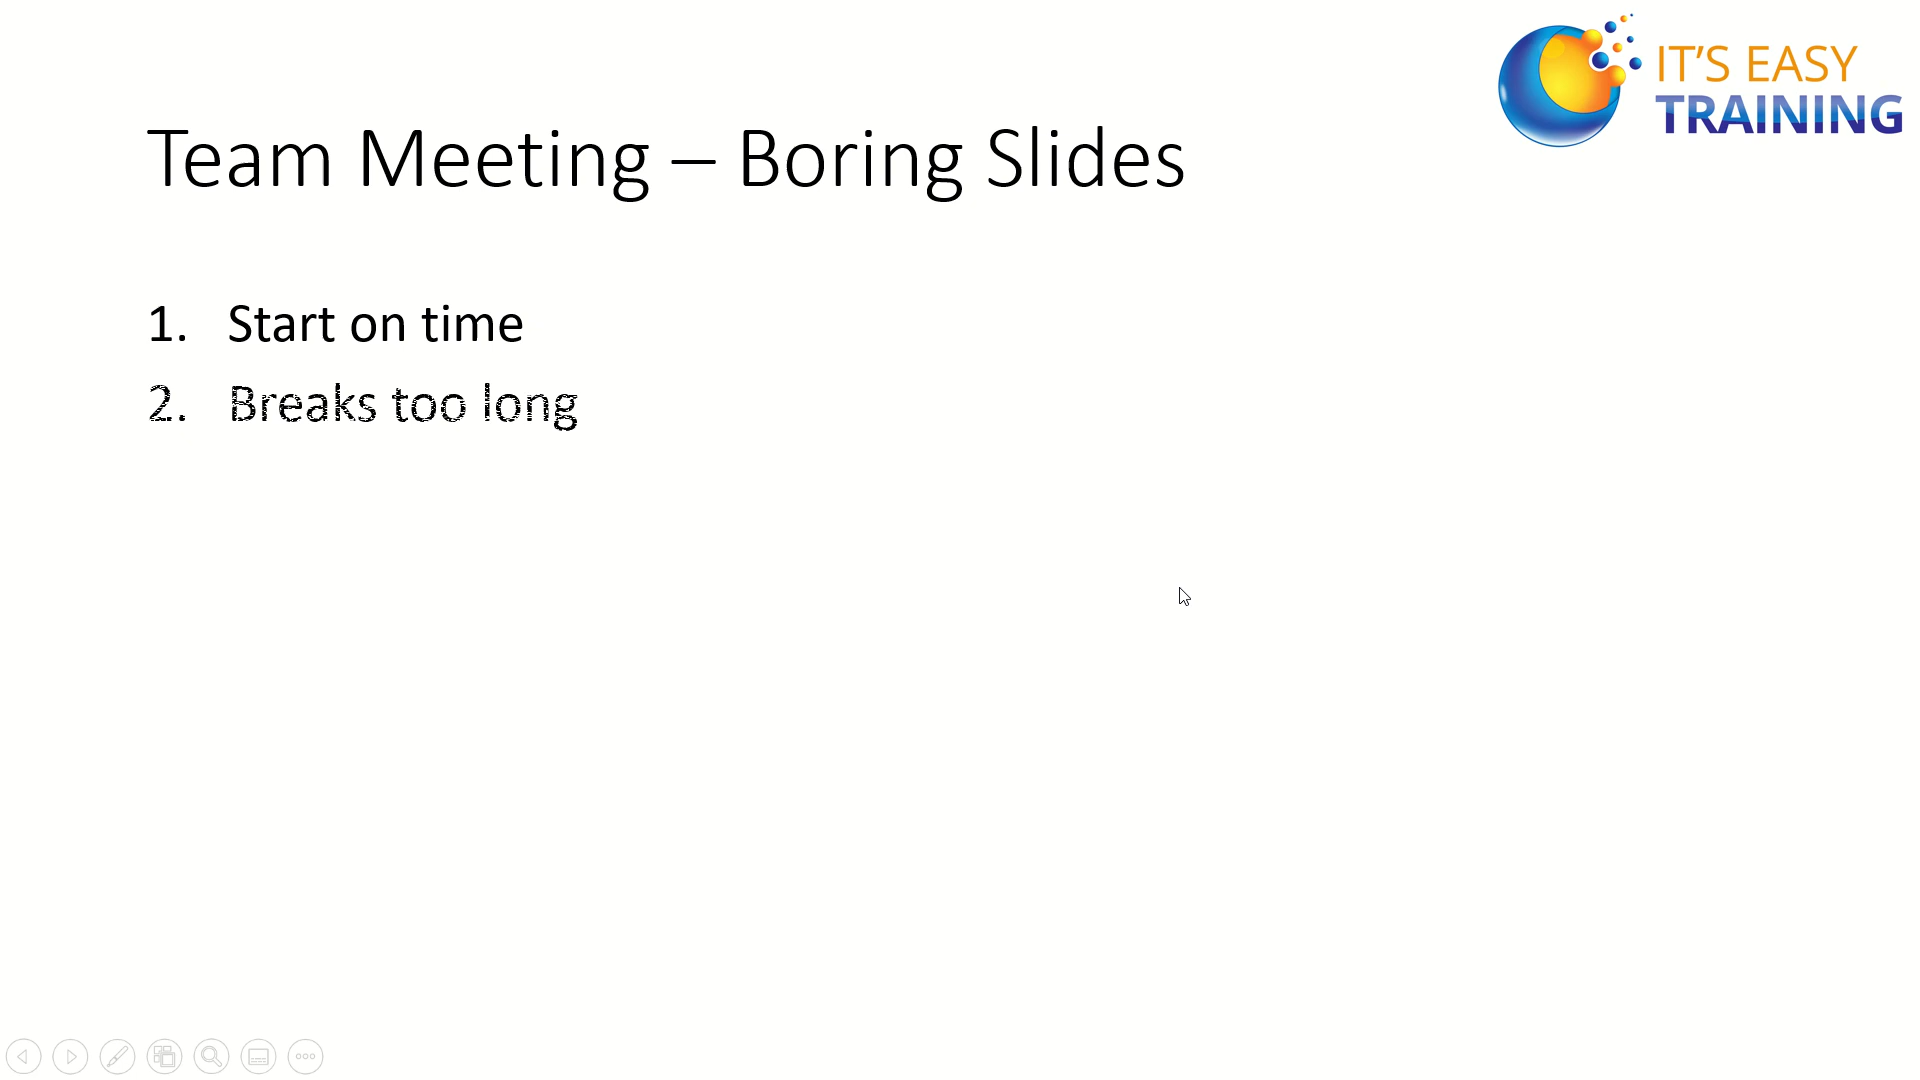 IT'S EASY
TRAINING
Team Meeting – Boring Slides
1. Start on time
2. Breaks too long